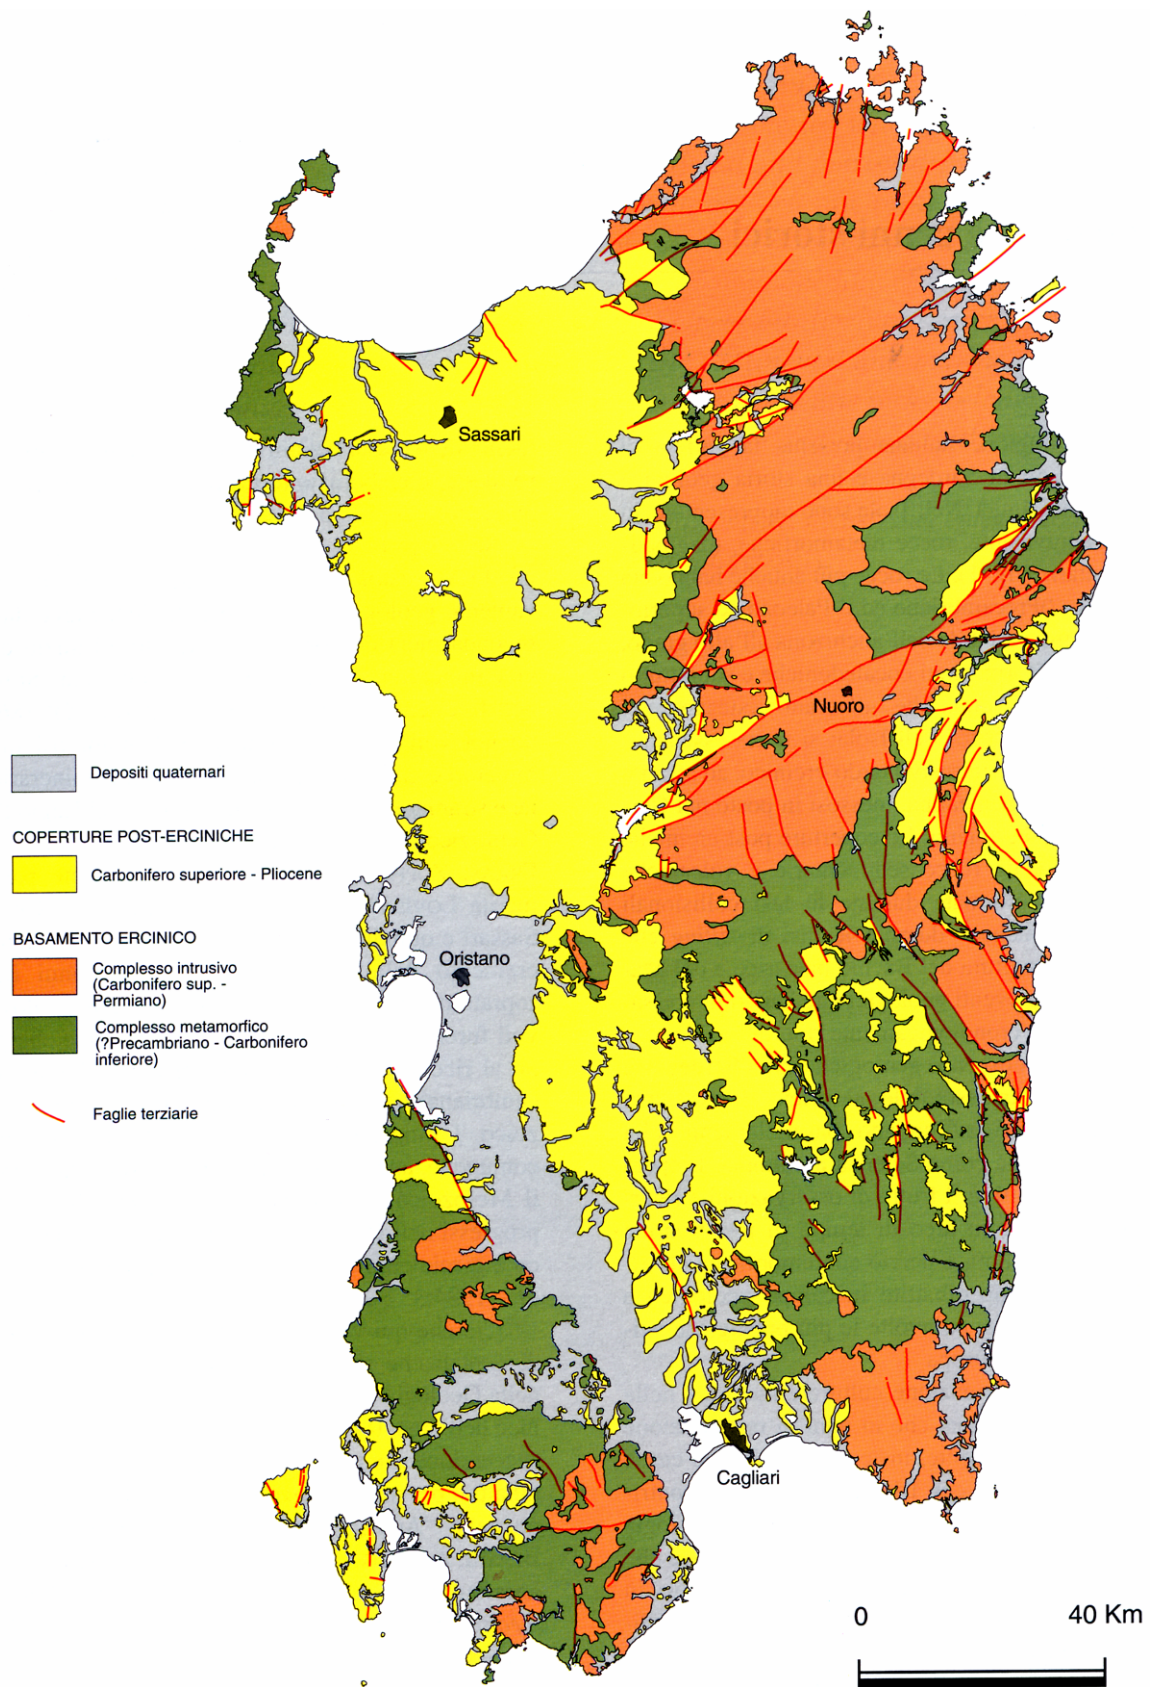 Sassari
Nuoro
Depositi quaternari
COPERTURE POST-ERCINICHE
Carbonifero superiore - Pliocene
BASAMENTO ERCINICO
Complesso intrusivo
(Carbonifero sup. -
Permiano)
Complesso metamorfico
(?Precambriano - Carbonifero
inferiore)
Faglie terziarie
Oristano
Cagliari
0 40 Km